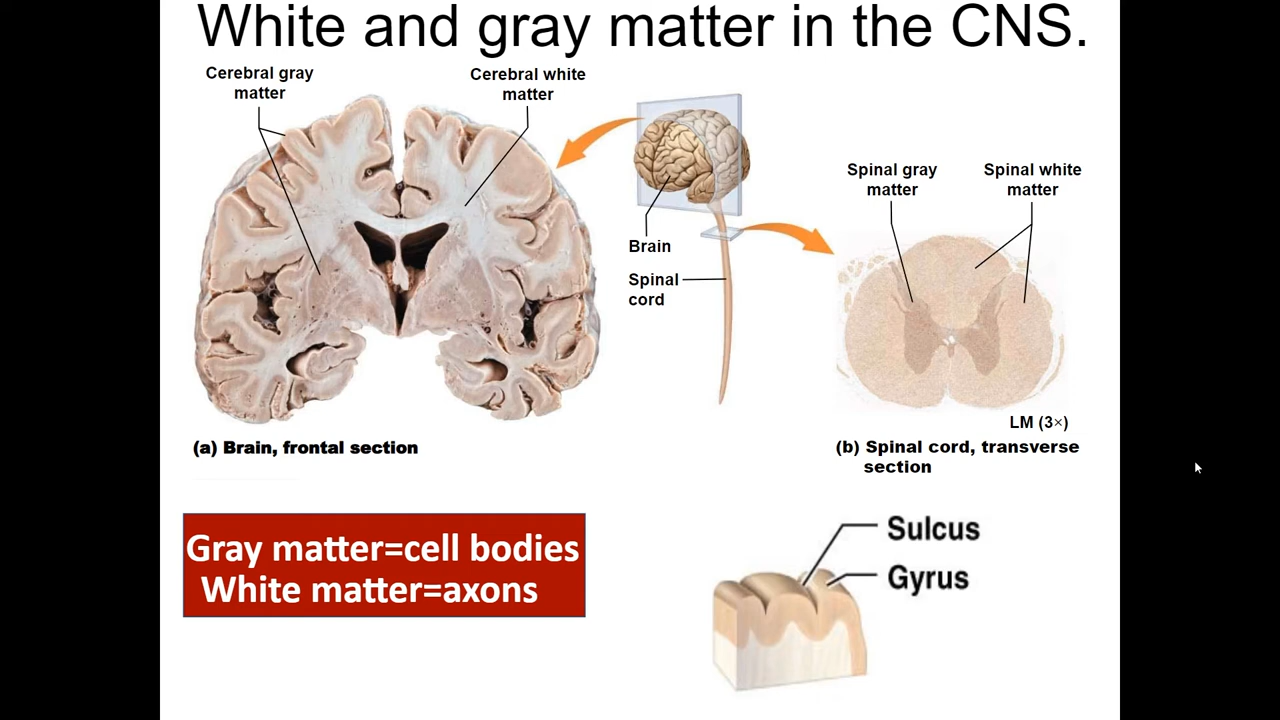 White and gray matter in the CNS.
Cerebral gray
matter
Cerebral white
matter
Brain
Spinal
cord
Spinal gray
matter
Spinal white
matter
LM (3×)
(a) Brain, frontal section
(b) Spinal cord, transverse
section
Gray matter=cell bodies
White matter=axons
Sulcus
Gyrus